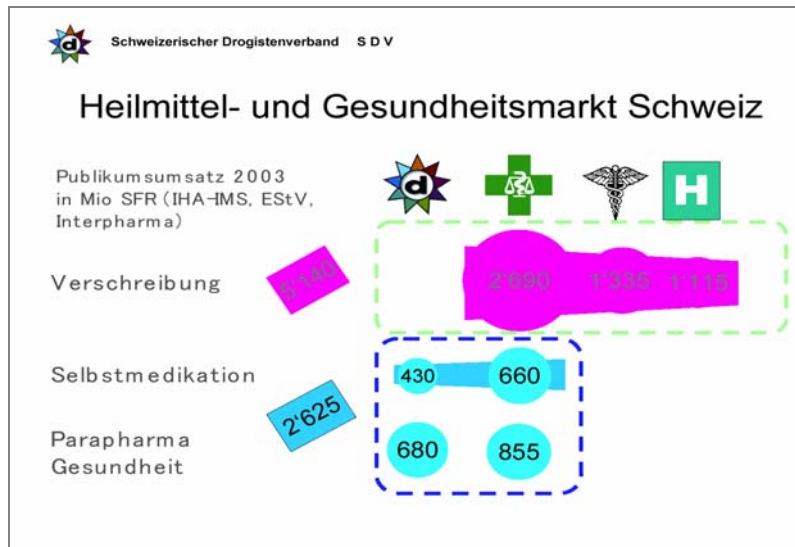 d
Schweizerischer Drogistenverband S D V
Heilmittel- und Gesundheitsmarkt Schweiz
Publikumsumsatz 2003
in Mio SFR (IHA-IMS, EStV,
Interpharma)
d
H
Verschreibung 5'140 2'690 1'335 1'115
Selbstmedikation 430 660
2'625
Parapharma
Gesundheit 680 855